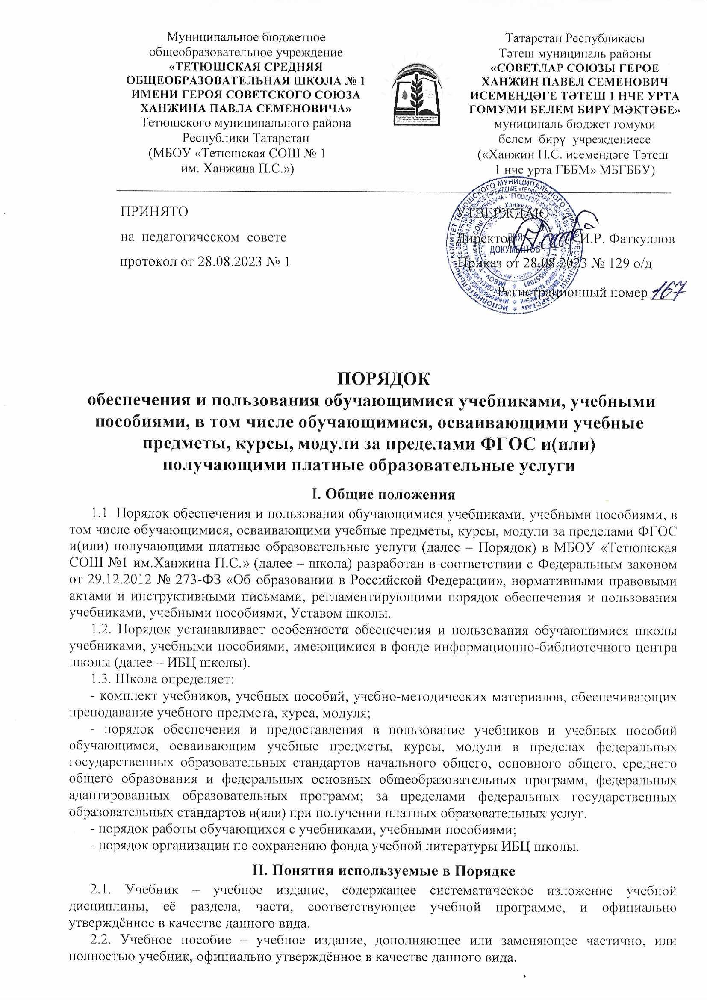 Муниципальное бюджетное
общеобразовательное учреждение
«ТЕТЮШСКАЯ СРЕДНЯЯ
ОБЩЕОБРАЗОВАТЕЛЬНАЯ ШКОЛА № 1
ИМЕНИ ГЕРОЯ СОВЕТСКОГО СОЮЗА
ХАНЖИНА ПАВЛА СЕМЕНОВИЧА»
Тетюшского муниципального района
Республики Татарстан
(МБОУ «Тетюшская СОШ № 1
им. Ханжина П.С.»)
Татарстан Республикасы
Тәтеш муниципаль районы
«СОВЕТЛАР СОЮЗЫ ГЕРОЕ
ХАНЖИН ПАВЕЛ СЕМЕНОВИЧ
ИСЕМЕНДӘГЕ ТӘТЕШ 1 НЧЕ УРТА
ГОМУМИ БЕЛЕМ БИРҮ МӘКТӘБЕ»
муниципаль бюджет гомуми
белем бирү учреждениесе
(«Ханжин П.С. исемендәге Тәтеш
1 нче урта ГББМ» МБГББУ)
ПРИНЯТО
на педагогическом совете
протокол от 28.08.2023 № 1
УТВЕРЖДАЮ
Директор И.Р. Фаткуллов
Приказ от 28.08.2023 № 129 о/д
Регистрационный номер 167
ДЛЯ
ДОКУМЕНТОВ
ПОРЯДОК
обеспечения и пользования обучающимися учебниками, учебными
пособиями, в том числе обучающимися, осваивающими учебные
предметы, курсы, модули за пределами ФГОС и(или)
получающими платные образовательные услуги
I. Общие положения
1.1 Порядок обеспечения и пользования обучающимися учебниками, учебными пособиями, в
том числе обучающимися, осваивающими учебные предметы, курсы, модули за пределами ФГОС
и(или) получающими платные образовательные услуги (далее – Порядок) в МБОУ «Тетюшская
СОШ №1 им.Ханжина П.С.» (далее – школа) разработан в соответствии с Федеральным законом
от 29.12.2012 № 273-ФЗ «Об образовании в Российской Федерации», нормативными правовыми
актами и инструктивными письмами, регламентирующими порядок обеспечения и пользования
учебниками, учебными пособиями, Уставом школы.
1.2. Порядок устанавливает особенности обеспечения и пользования обучающимися школы
учебниками, учебными пособиями, имеющимися в фонде информационно-библиотечного центра
школы (далее – ИБЦ школы).
1.3. Школа определяет:
- комплект учебников, учебных пособий, учебно-методических материалов, обеспечивающих
преподавание учебного предмета, курса, модуля;
- порядок обеспечения и предоставления в пользование учебников и учебных пособий
обучающимся, осваивающим учебные предметы, курсы, модули в пределах федеральных
государственных образовательных стандартов начального общего, основного общего, среднего
общего образования и федеральных основных общеобразовательных программ, федеральных
адаптированных образовательных программ; за пределами федеральных государственных
образовательных стандартов и(или) при получении платных образовательных услуг.
- порядок работы обучающихся с учебниками, учебными пособиями;
- порядок организации по сохранению фонда учебной литературы ИБЦ школы.
II. Понятия используемые в Порядке
2.1. Учебник – учебное издание, содержащее систематическое изложение учебной
дисциплины, её раздела, части, соответствующее учебной программе, и официально
утверждённое в качестве данного вида.
2.2. Учебное пособие – учебное издание, дополняющее или заменяющее частично, или
полностью учебник, официально утверждённое в качестве данного вида.